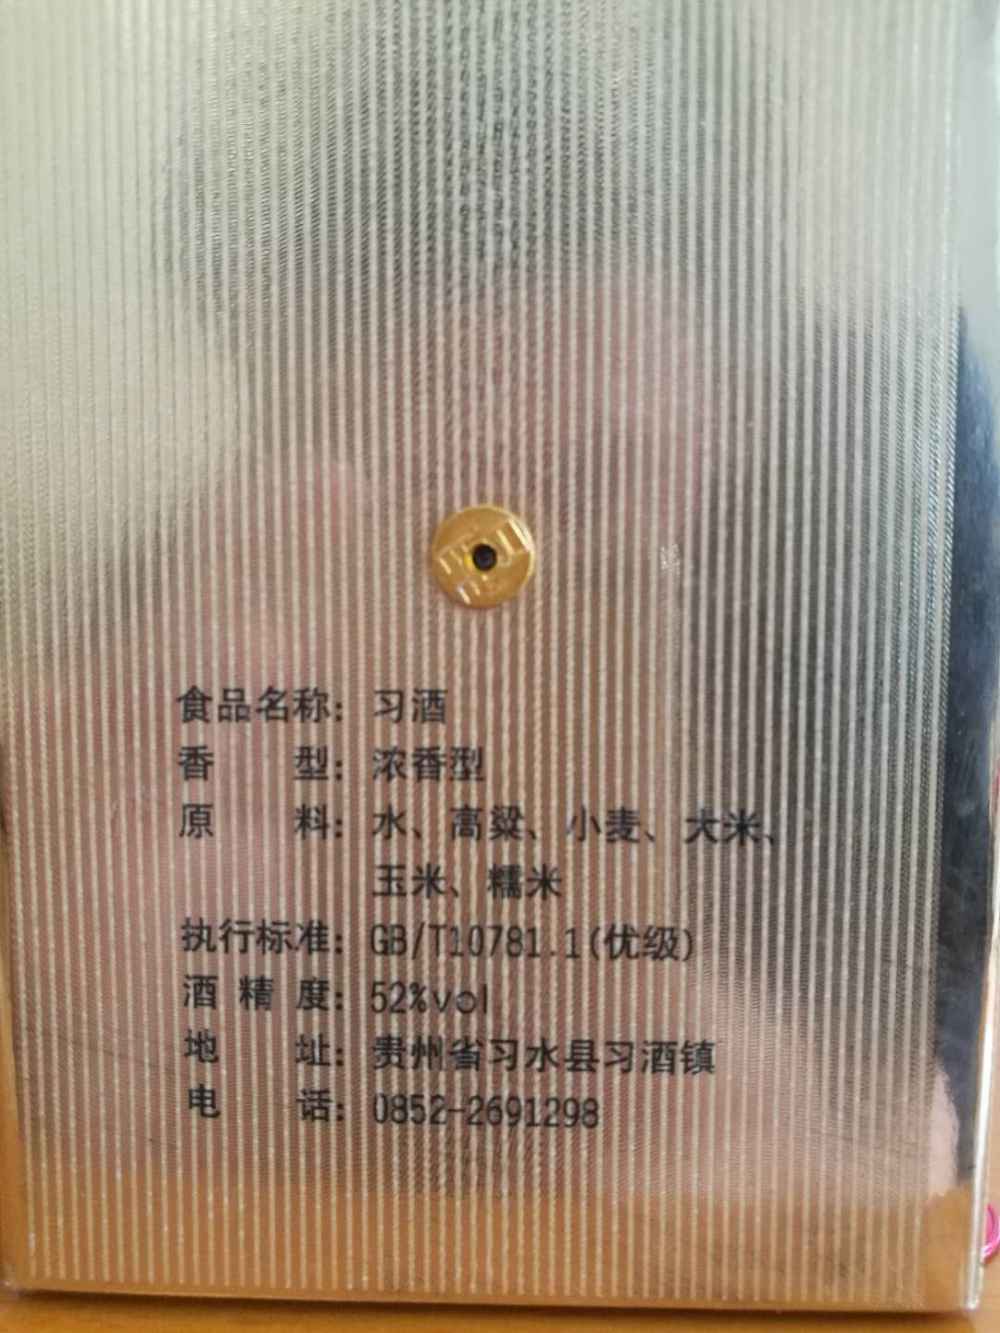 食品名称：习酒
香型：浓香型
原料：水、高粱、小麦、大米、
玉米、糯米
执行标准：GB/T10781.1(优级)
酒精度：52%vol
地址：贵州省习水县习酒镇
电话：0852-2691298